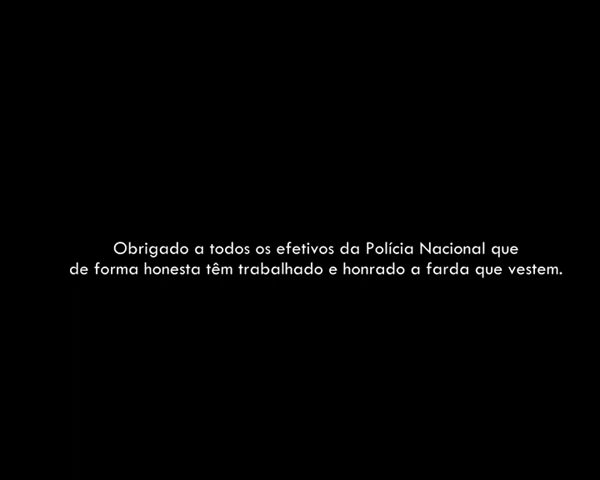 Obrigado a todos os efetivos da Polícia Nacional que
de forma honesta têm trabalhado e honrado a farda que vestem.